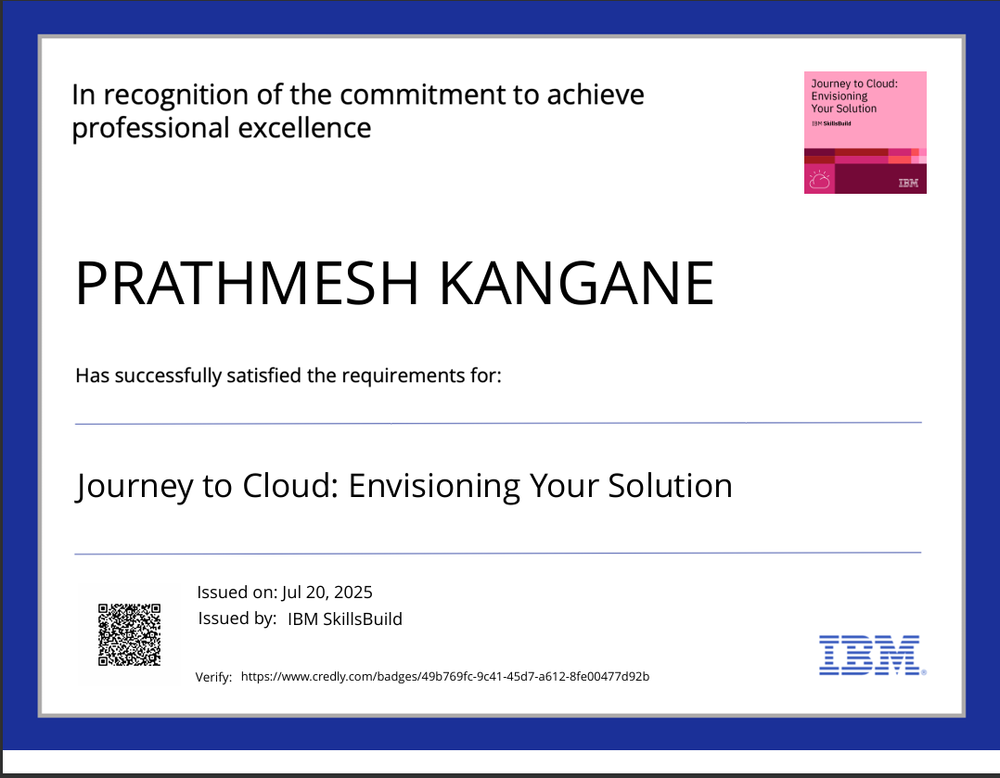 In recognition of the commitment to achieve
professional excellence
Journey to Cloud:
Envisioning
Your Solution
IBM SkillsBuild
IBM
PRATHMESH KANGANE
Has successfully satisfied the requirements for:
Journey to Cloud: Envisioning Your Solution
Issued on: Jul 20, 2025
Issued by: IBM SkillsBuild
Verify: https://www.credly.com/badges/49b769fc-9c41-45d7-a612-8fe00477d92b
IBM®